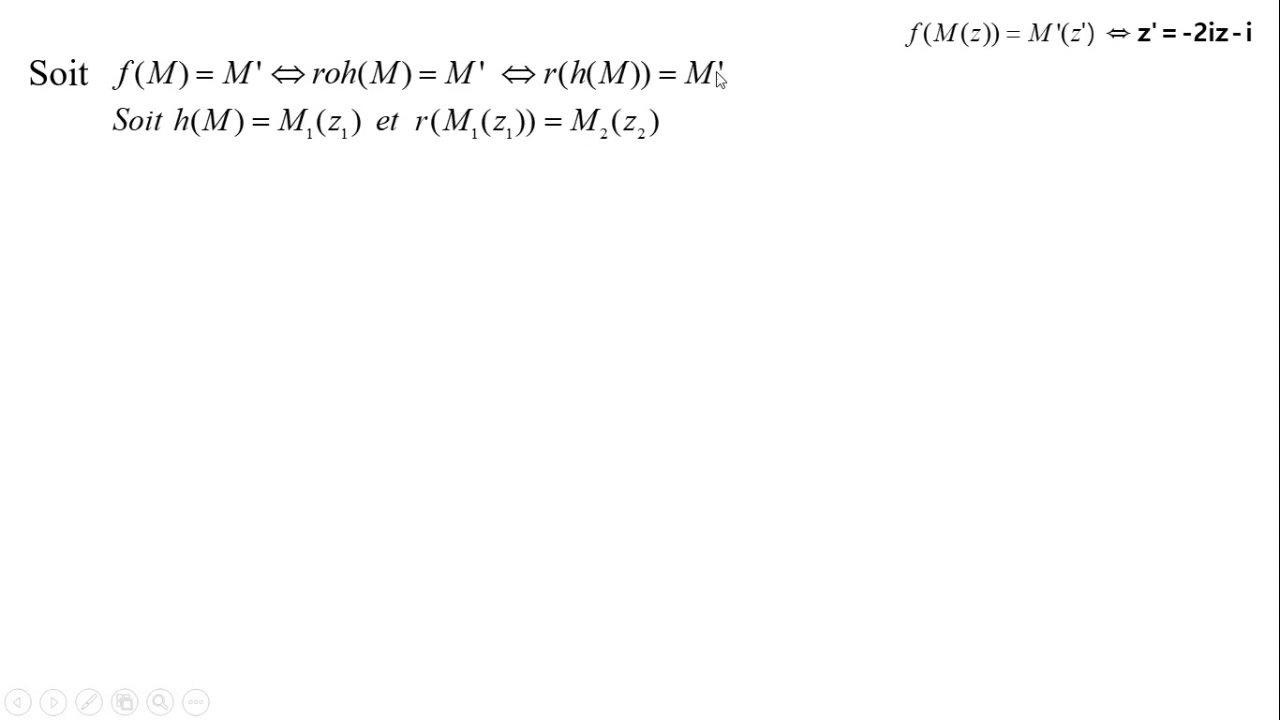 f(M(z)) = M'(z') ⇔ z' = -2iz - i
Soit f(M) = M' ⇔ roh(M) = M' ⇔ r(h(M)) = M'
Soit h(M) = M₁(z₁) et r(M₁(z₁)) = M₂(z₂)